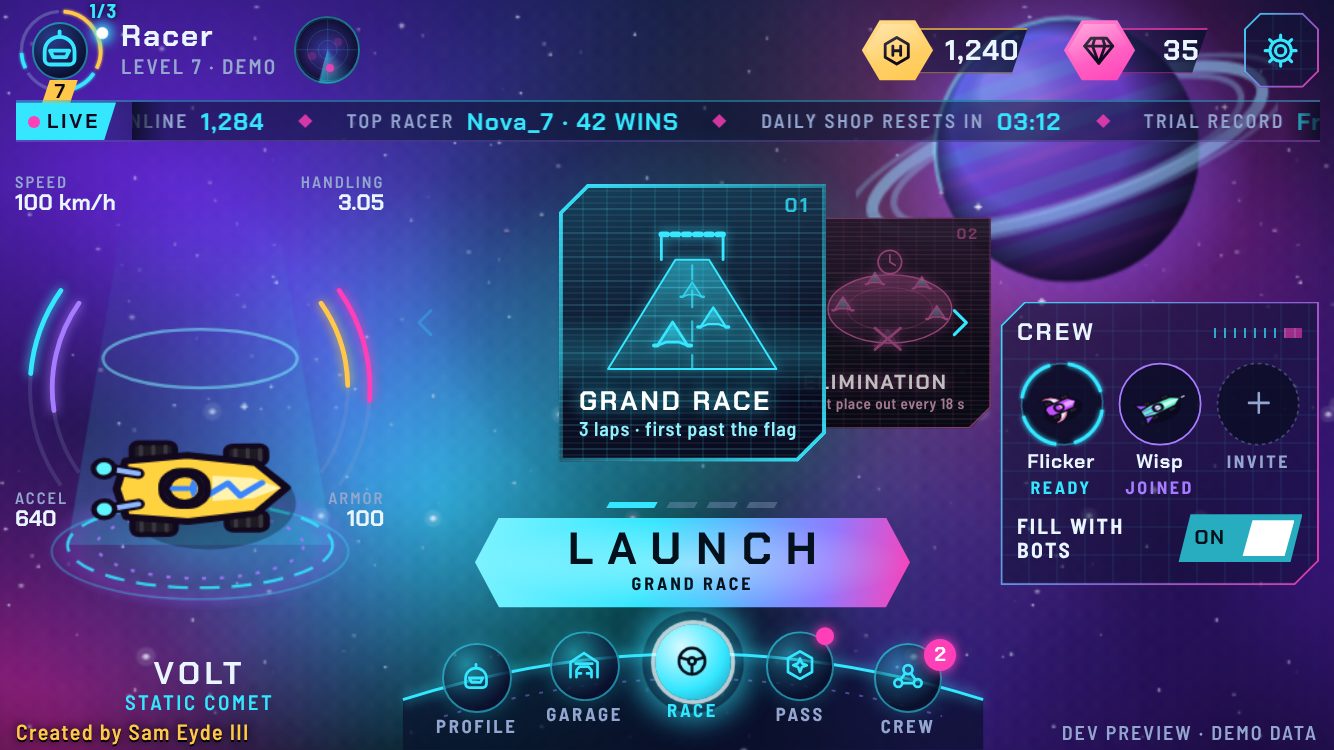 1/3
Racer
LEVEL 7 · DEMO
7
1,240
35
LIVE
1,284
TOP RACER Nova_7 · 42 WINS
DAILY SHOP RESETS IN 03:12
TRIAL RECORD
SPEED
100 km/h
HANDLING
3.05
ACCEL
640
ARMOR
100
VOLT
STATIC COMET
Created by Sam Eyde III
01
GRAND RACE
3 laps · first past the flag
02
LIMINATION
t place out every 18 s
LAUNCH
GRAND RACE
CREW
Flicker
READY
Wisp
JOINED
INVITE
FILL WITH
BOTS
ON
PROFILE
GARAGE
RACE
PASS
2
CREW
DEV PREVIEW · DEMO DATA